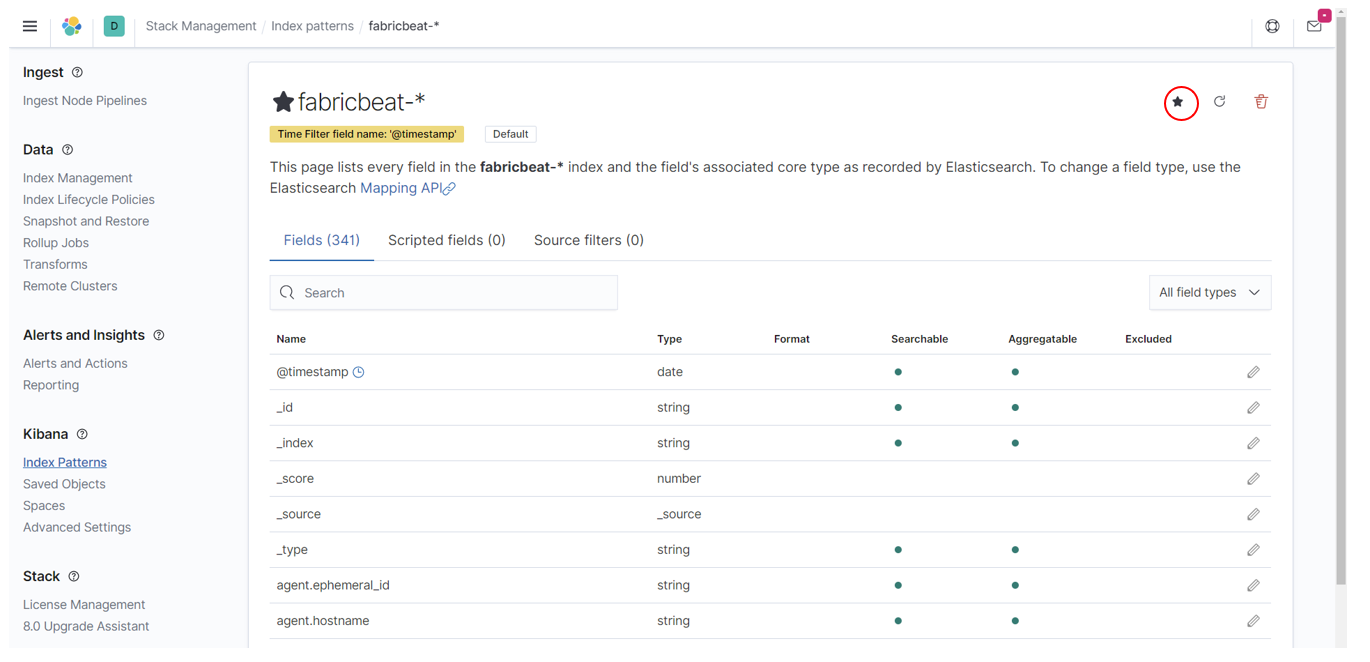 D Stack Management / Index patterns / fabricbeat-*
Ingest
Ingest Node Pipelines
Data
Index Management
Index Lifecycle Policies
Snapshot and Restore
Rollup Jobs
Transforms
Remote Clusters
Alerts and Insights
Alerts and Actions
Reporting
Kibana
Index Patterns
Saved Objects
Spaces
Advanced Settings
Stack
License Management
8.0 Upgrade Assistant
fabricbeat-*
Time Filter field name: '@timestamp' Default
This page lists every field in the fabricbeat-* index and the field's associated core type as recorded by Elasticsearch. To change a field type, use the
Elasticsearch Mapping API
Fields (341) Scripted fields (0) Source filters (0)
Search All field types
Name Type Format Searchable Aggregatable Excluded
@timestamp date
_id string
_index string
_score number
_source _source
_type string
agent.ephemeral_id string
agent.hostname string